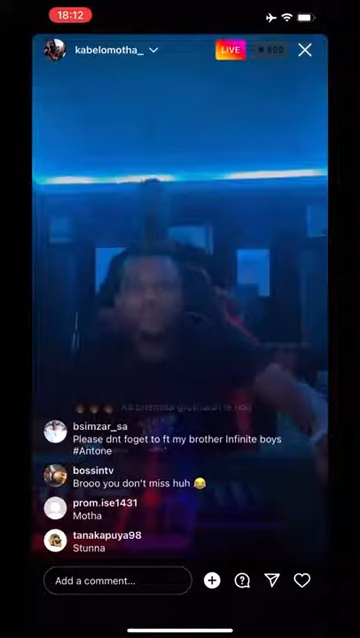 18:12
kabelomotha_
LIVE
bsimzar_sa
Please dnt foget to ft my brother Infinite boys
#Antone
bossintv
Brooo you don't miss huh 😂
prom.ise1431
Motha
tanakapuya98
Stunna
Add a comment...